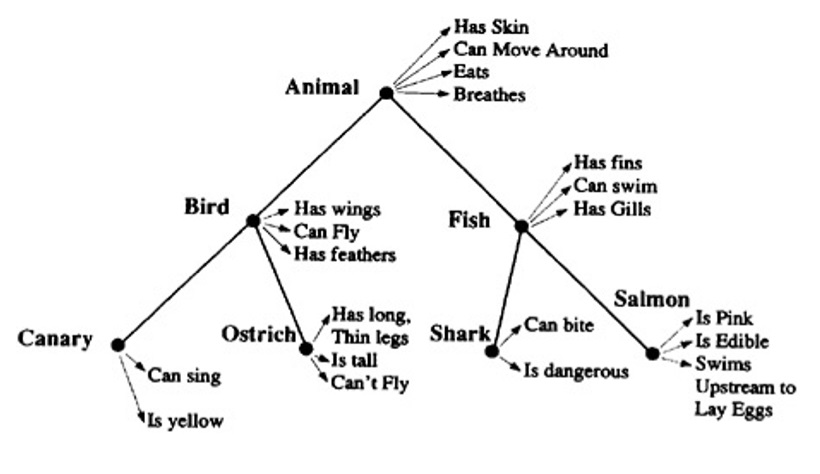 Has Skin
Can Move Around
Eats
Breathes
Animal
Has fins
Can swim
Has Gills
Bird
Has wings
Can Fly
Has feathers
Fish
Salmon
Canary
Ostrich
Has long,
Thin legs
Is tall
Can't Fly
Shark
Can bite
Is dangerous
Is Pink
Is Edible
Swims
Upstream to
Lay Eggs
Can sing
Is yellow